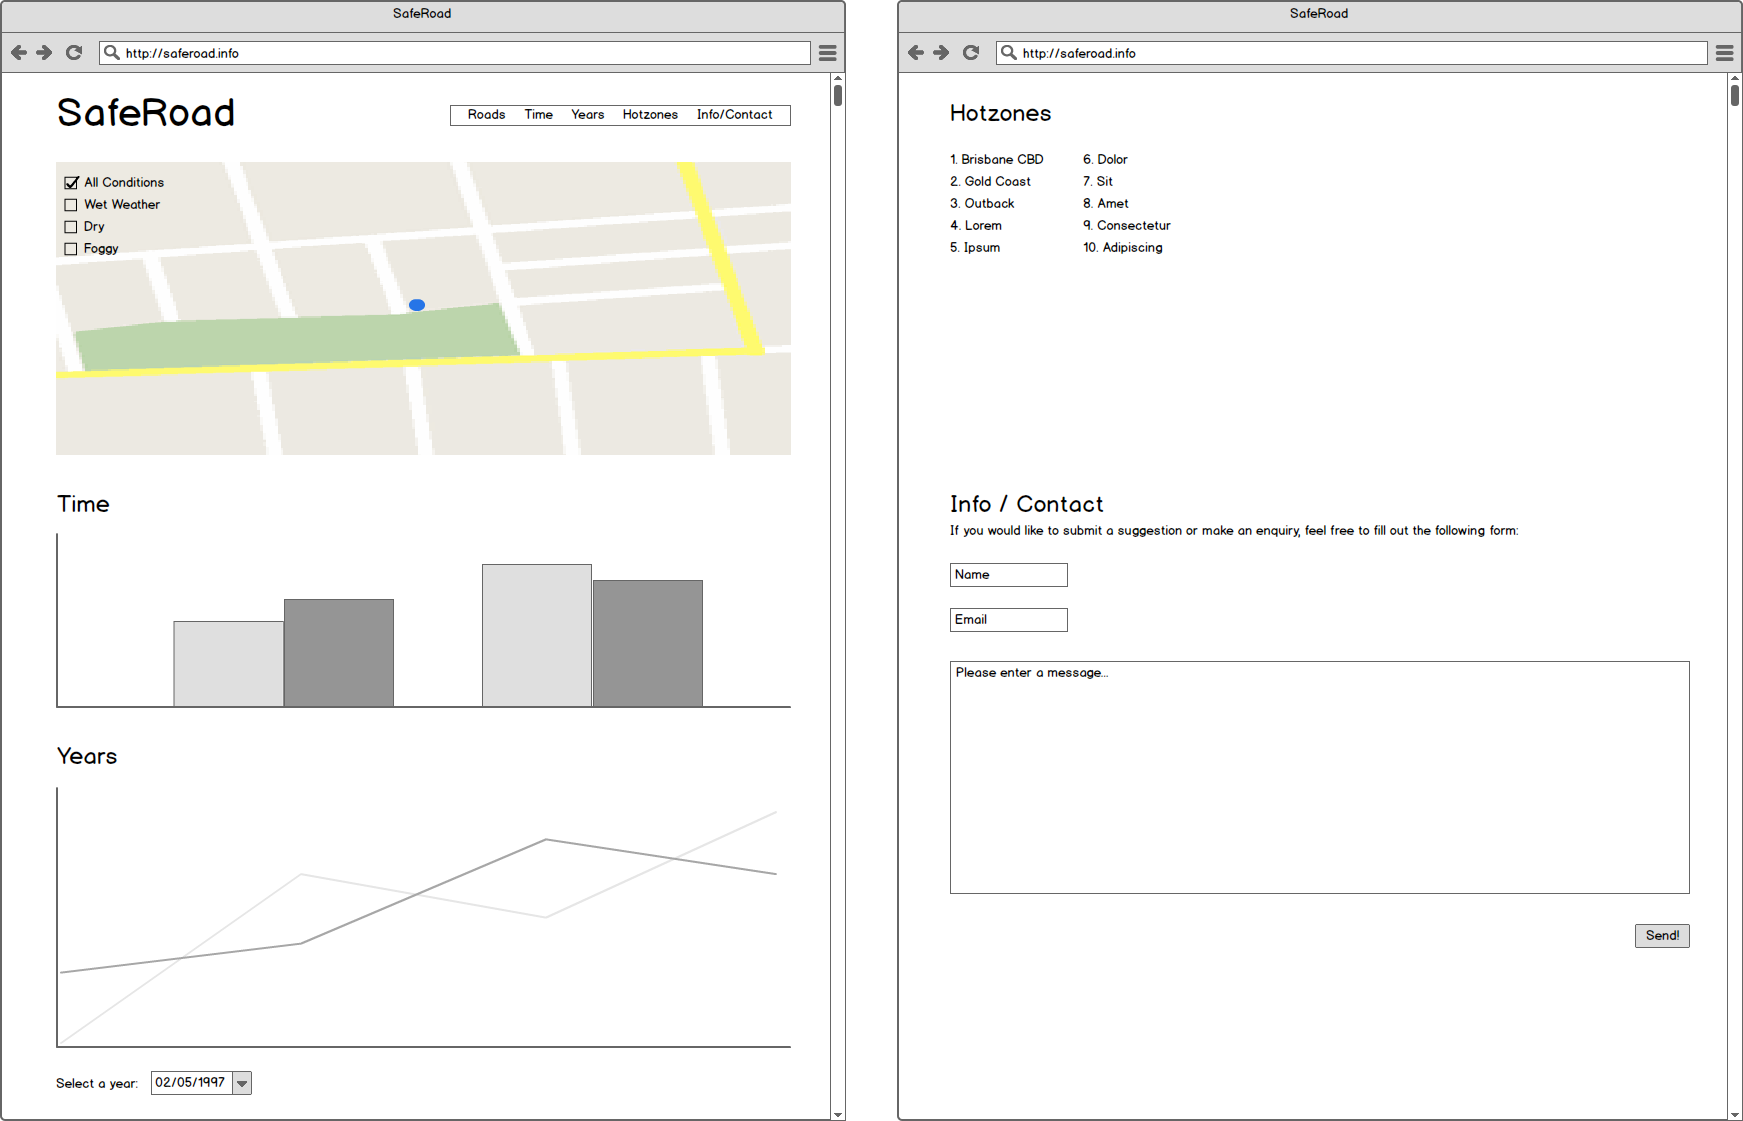 SafeRoad
http://saferoad.info
SafeRoad
Roads Time Years Hotzones Info/Contact
All Conditions
Wet Weather
Dry
Foggy
Time
Years
Select a year: 02/05/1997
SafeRoad
http://saferoad.info
Hotzones
1. Brisbane CBD
2. Gold Coast
3. Outback
4. Lorem
5. Ipsum
6. Dolor
7. Sit
8. Amet
9. Consectetur
10. Adipiscing
Info / Contact
If you would like to submit a suggestion or make an enquiry, feel free to fill out the following form:
Name
Email
Please enter a message...
Send!